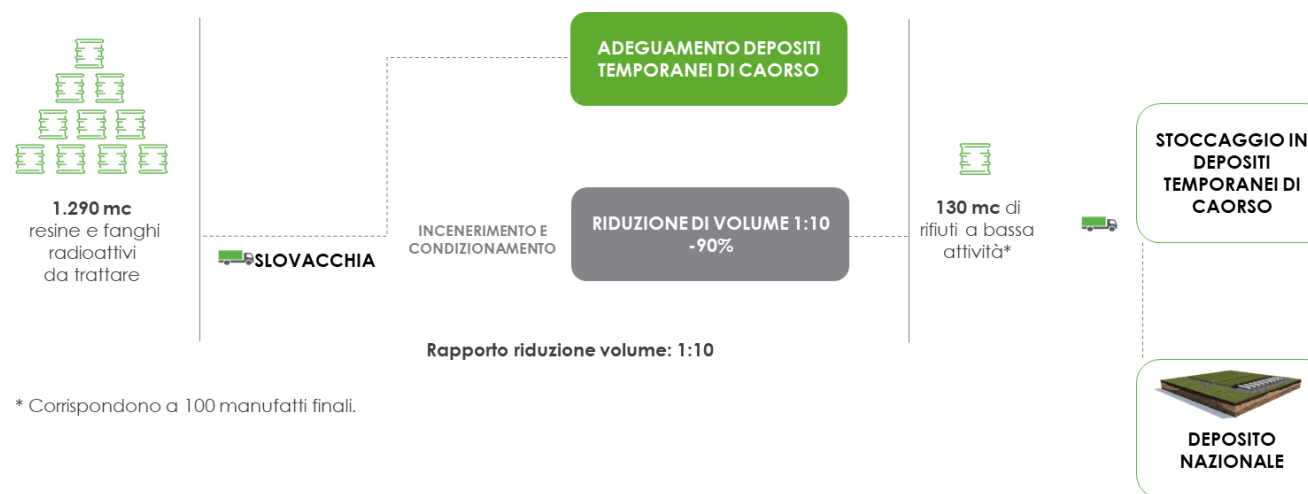 ADEGUAMENTO DEPOSITI
TEMPORANEI DI CAORSO
1.290 mc
resine e fanghi
radioattivi
da trattare
SLOVACCHIA
INCENERIMENTO E
CONDIZIONAMENTO
RIDUZIONE DI VOLUME 1:10
-90%
130 mc di
rifiuti a bassa
attività*
STOCCAGGIO IN
DEPOSITI
TEMPORANEI DI
CAORSO
Rapporto riduzione volume: 1:10
DEPOSITO
NAZIONALE
* Corrispondono a 100 manufatti finali.